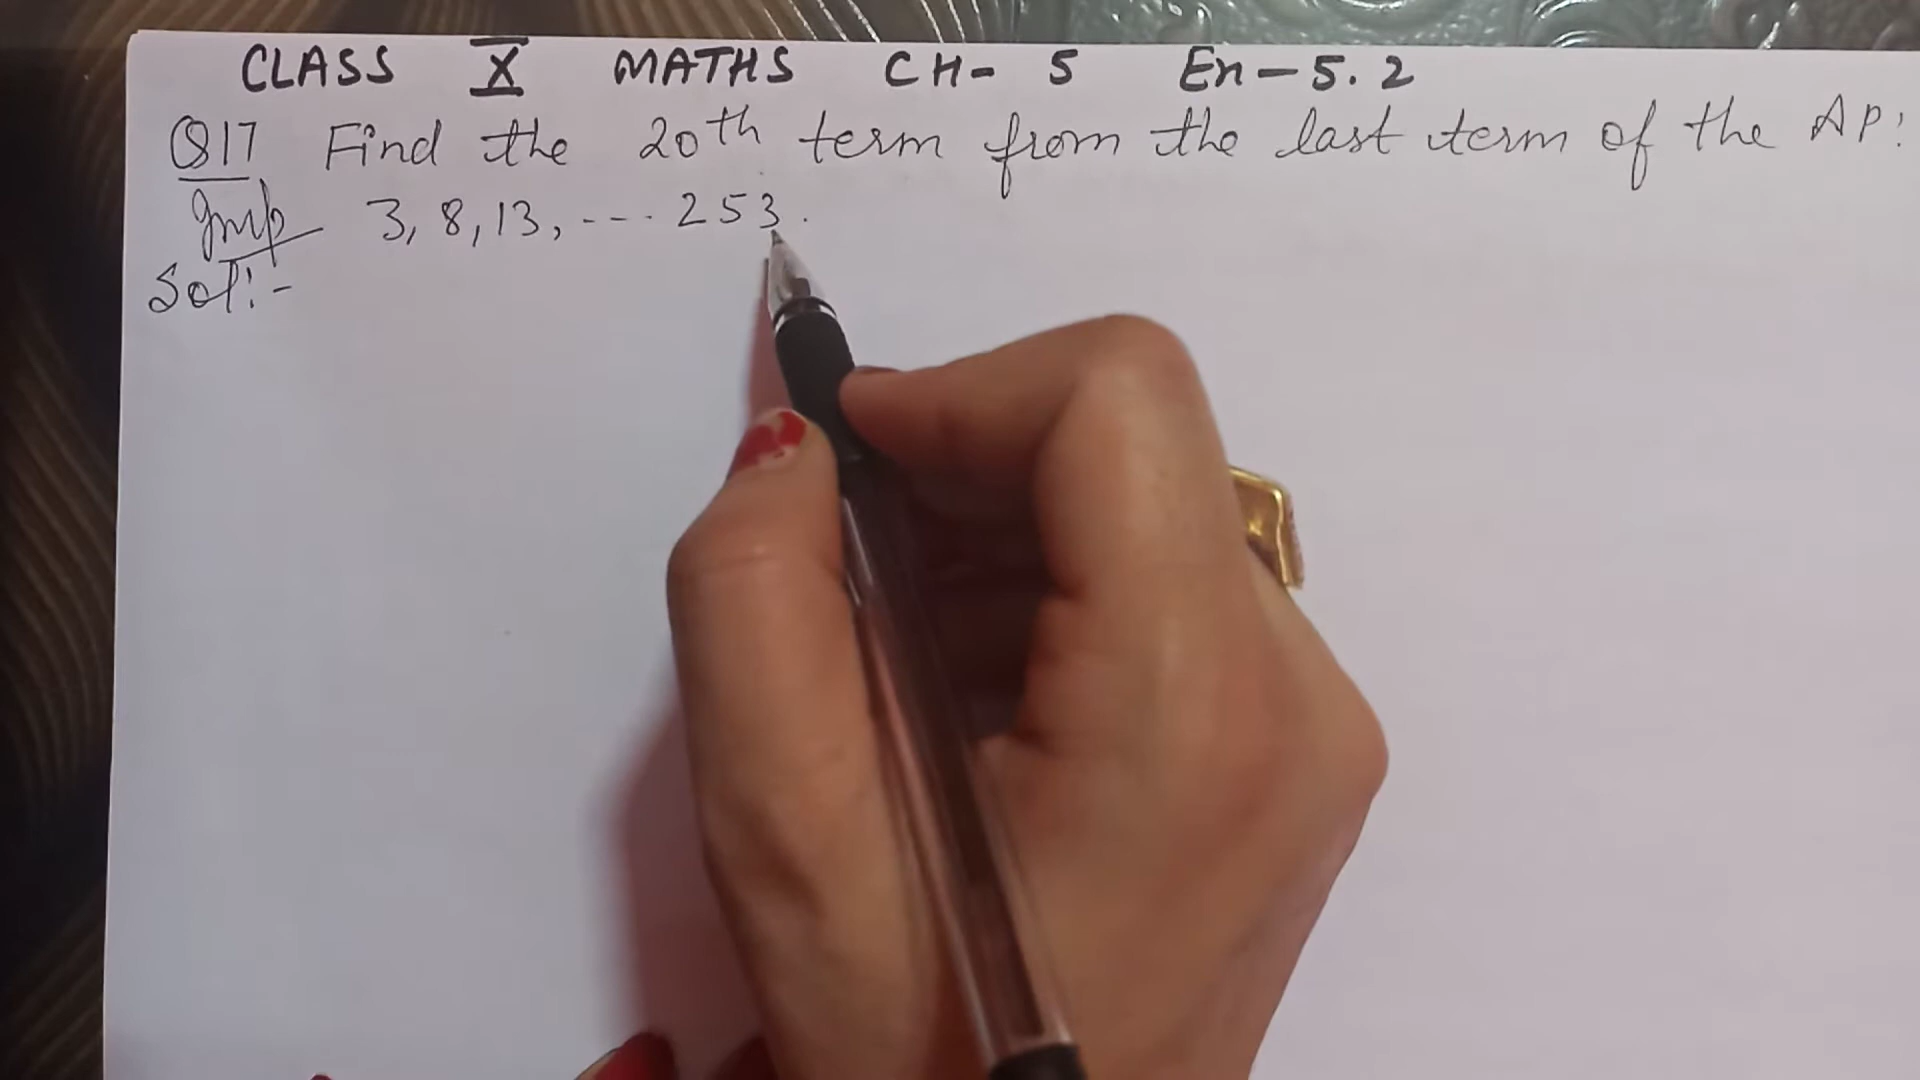 CLASS X MATHS CH- 5 Ex-5.2
Q17 Find the 20th term from the last term of the AP:
Imp 3, 8, 13, --- 253.
Sol:-